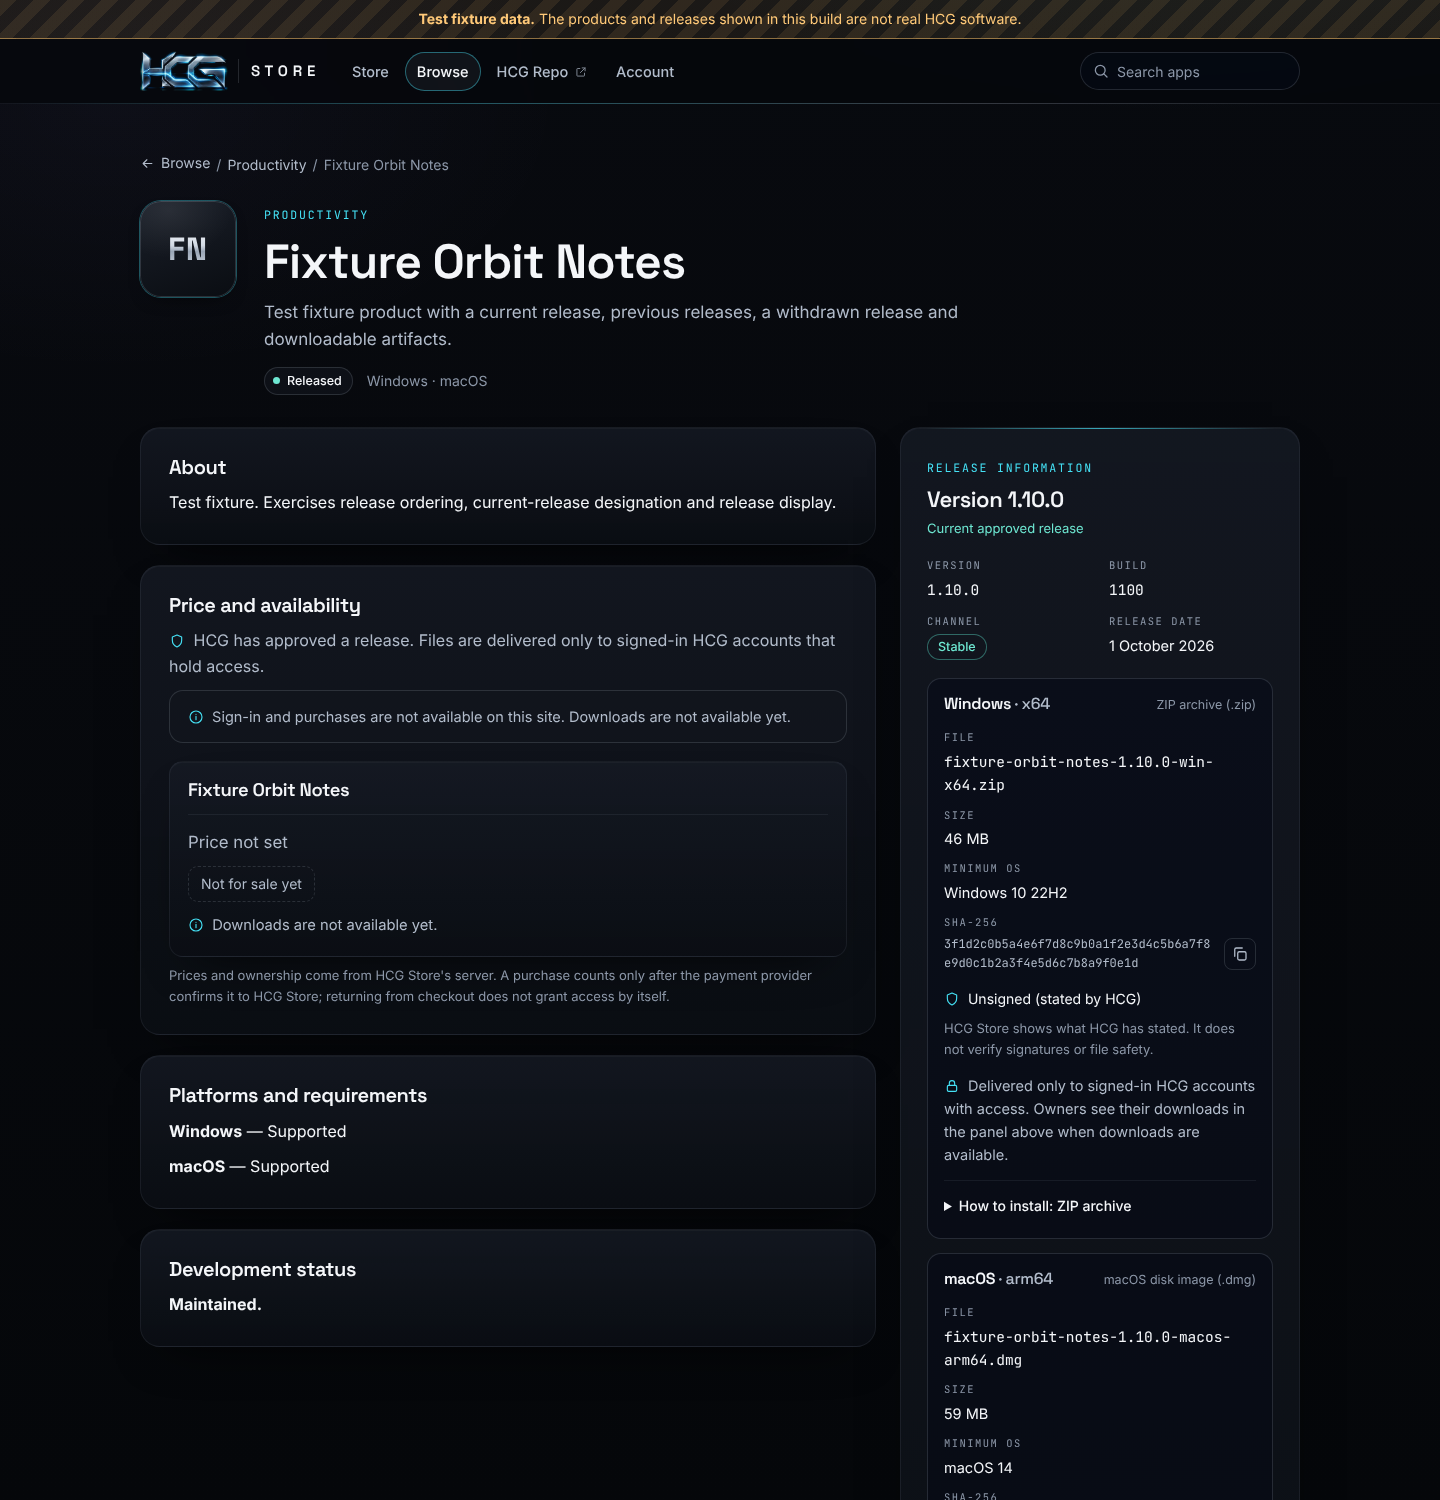 Test fixture data. The products and releases shown in this build are not real HCG software.
HCG STORE Store Browse HCG Repo Account Search apps
← Browse / Productivity / Fixture Orbit Notes
FN
PRODUCTIVITY
Fixture Orbit Notes
Test fixture product with a current release, previous releases, a withdrawn release and
downloadable artifacts.
Released Windows · macOS
About
Test fixture. Exercises release ordering, current-release designation and release display.
Price and availability
HCG has approved a release. Files are delivered only to signed-in HCG accounts that
hold access.
Sign-in and purchases are not available on this site. Downloads are not available yet.
Fixture Orbit Notes
Price not set
Not for sale yet
Downloads are not available yet.
Prices and ownership come from HCG Store's server. A purchase counts only after the payment provider
confirms it to HCG Store; returning from checkout does not grant access by itself.
Platforms and requirements
Windows — Supported
macOS — Supported
Development status
Maintained.
RELEASE INFORMATION
Version 1.10.0
Current approved release
VERSION BUILD
1.10.0 1100
CHANNEL RELEASE DATE
Stable 1 October 2026
Windows · x64 ZIP archive (.zip)
FILE
fixture-orbit-notes-1.10.0-win-
x64.zip
SIZE
46 MB
MINIMUM OS
Windows 10 22H2
SHA-256
3f1d2c0b5a4e6f7d8c9b0a1f2e3d4c5b6a7f8
e9d0c1b2a3f4e5d6c7b8a9f0e1d
Unsigned (stated by HCG)
HCG Store shows what HCG has stated. It does
not verify signatures or file safety.
Delivered only to signed-in HCG accounts
with access. Owners see their downloads in
the panel above when downloads are
available.
How to install: ZIP archive
macOS · arm64 macOS disk image (.dmg)
FILE
fixture-orbit-notes-1.10.0-macos-
arm64.dmg
SIZE
59 MB
MINIMUM OS
macOS 14
SHA-256